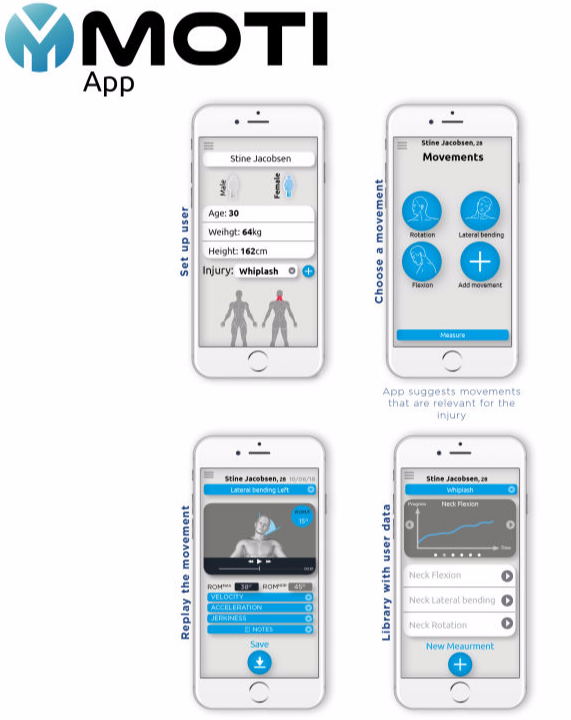 MOTI
App
Set up user
Stine Jacobsen
Male
Female
Age: 30
Weihgt: 64kg
Height: 162cm
Injury: Whiplash
Choose a movement
Stine Jacobsen, 28
Movements
Rotation
Lateral bending
Flexion
Add movement
Measure
App suggests movements
that are relevant for the
injury
Replay the movement
Stine Jacobsen, 28 10/06/18
Lateral bending Left
15°
ROM 38° ROM 45°
VELOCITY
ACCELERATION
JERKINESS
NOTES
Save
Library with user data
Stine Jacobsen, 28
Whiplash
Progress
Neck Flexion
Time
Neck Flexion
Neck Lateral bending
Neck Rotation
New Meaurment